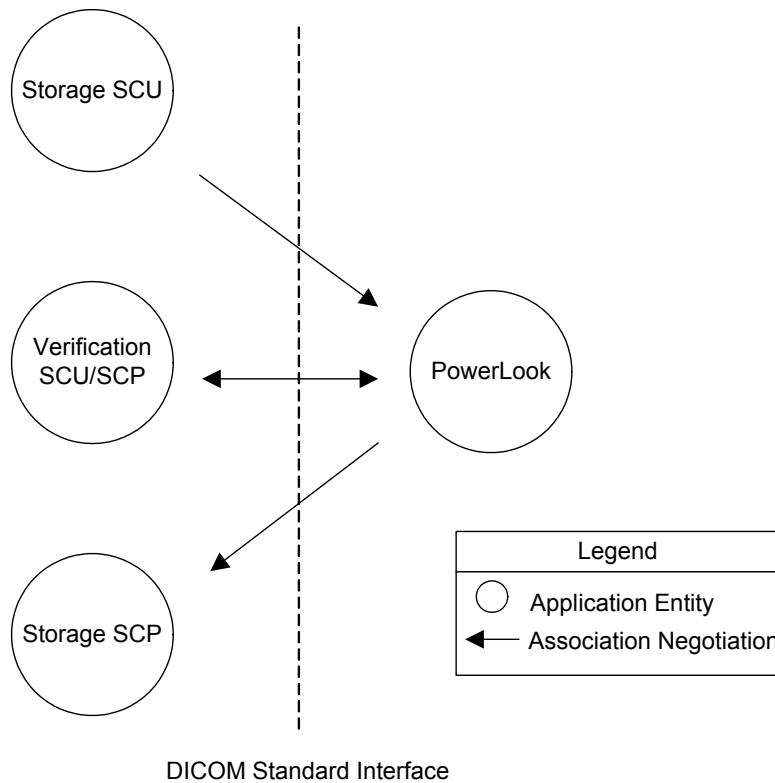 Storage SCU
Verification
SCU/SCP
PowerLook
Storage SCP
Legend
Application Entity
Association Negotiation
DICOM Standard Interface